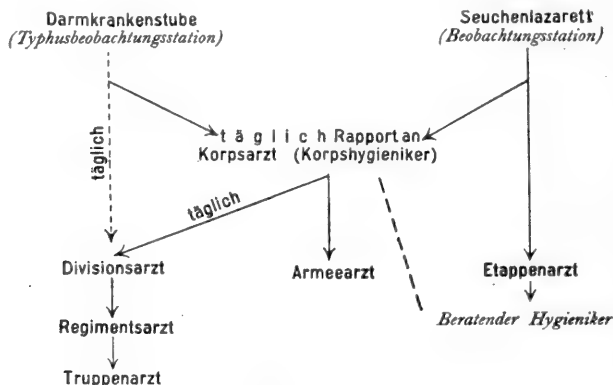 Darmkrankenstube
(Typhusbeobachtungsstation)
Seuchenlazarett
(Beobachtungsstation)
täglich
täglich Rapport an
Korpsarzt (Korpshygieniker)
täglich
Divisionsarzt
Armeearzt
Etappenarzt
Regimentsarzt
Beratender Hygieniker
Truppenarzt